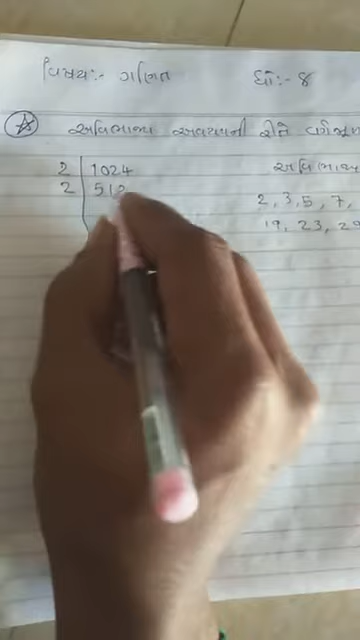 વિષય:- ગણિત ધો:- 8
અવિભાજ્ય અવયવની રીતે વર્ગમૂળ
2 1024 અવિભાજ્ય
2 512 2, 3, 5, 7,
19, 23, 29